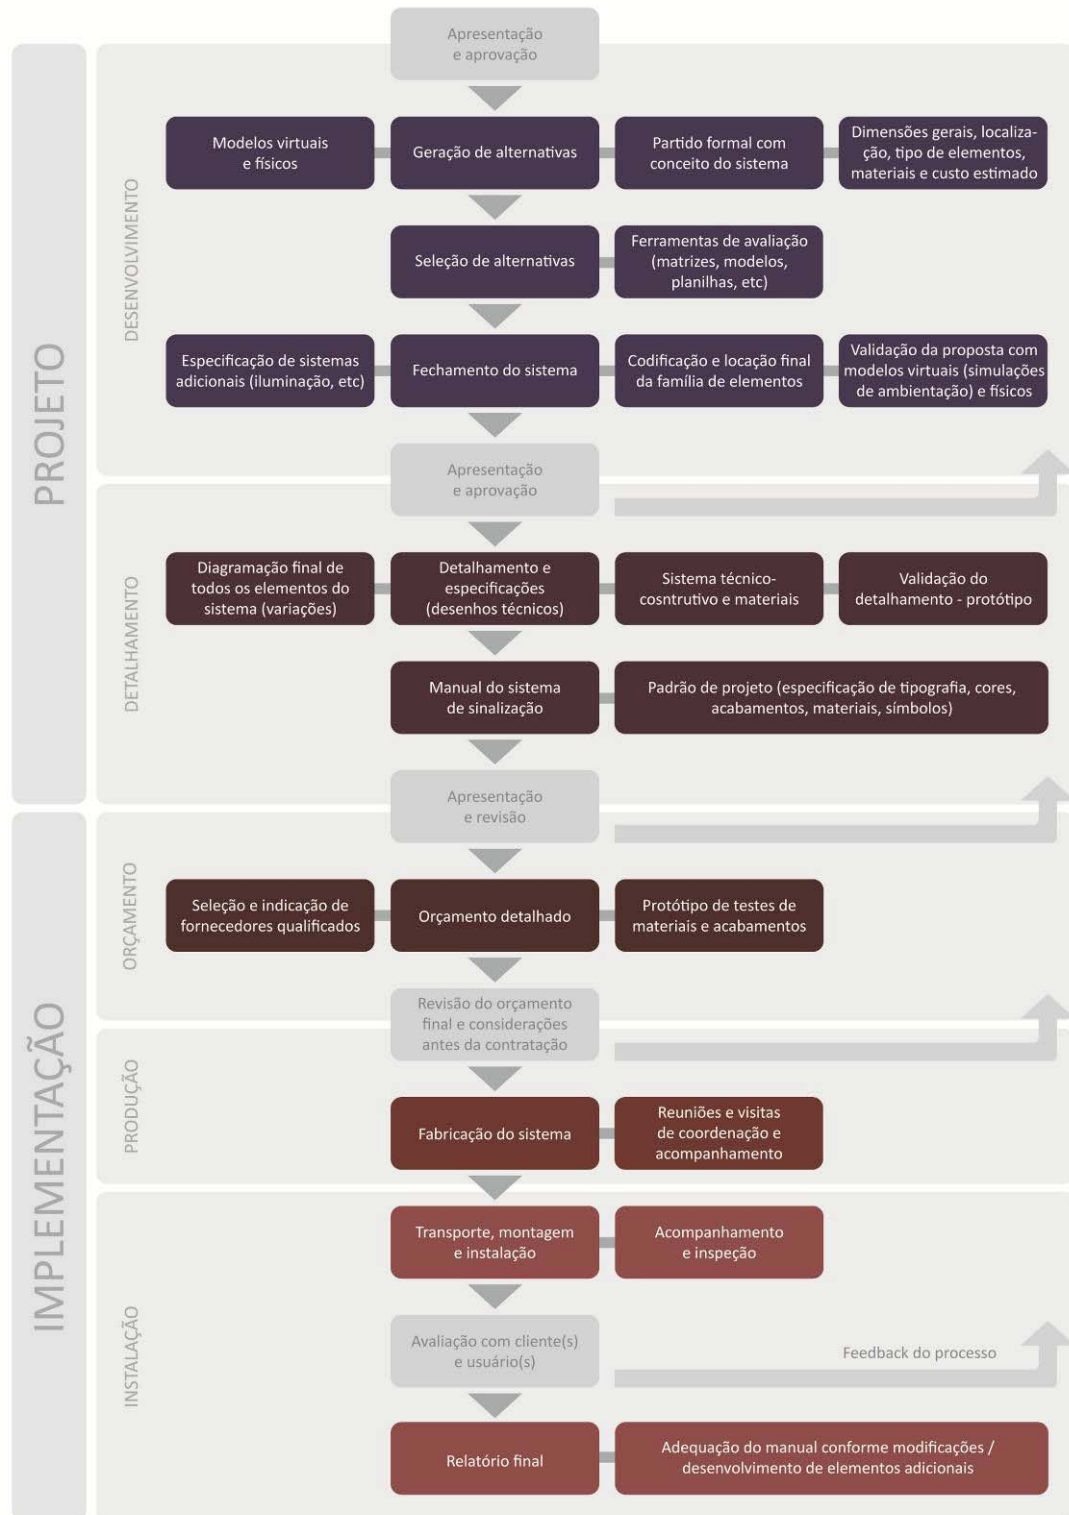 Apresentação
e aprovação
PROJETO
DESENVOLVIMENTO
Modelos virtuais
e físicos
Geração de alternativas
Partido formal com
conceito do sistema
Dimensões gerais, localiza-
ção, tipo de elementos,
materiais e custo estimado
Seleção de alternativas
Ferramentas de avaliação
(matrizes, modelos,
planilhas, etc)
Especificação de sistemas
adicionais (iluminação, etc)
Fechamento do sistema
Codificação e locação final
da família de elementos
Validação da proposta com
modelos virtuais (simulações
de ambientação) e físicos
Apresentação
e aprovação
DETALHAMENTO
Diagramação final de
todos os elementos do
sistema (variações)
Detalhamento e
especificações
(desenhos técnicos)
Sistema técnico-
cosntrutivo e materiais
Validação do
detalhamento - protótipo
Manual do sistema
de sinalização
Padrão de projeto (especificação de tipografia, cores,
acabamentos, materiais, símbolos)
Apresentação
e revisão
IMPLEMENTAÇÃO
ORÇAMENTO
Seleção e indicação de
fornecedores qualificados
Orçamento detalhado
Protótipo de testes de
materiais e acabamentos
Revisão do orçamento
final e considerações
antes da contratação
PRODUÇÃO
Fabricação do sistema
Reuniões e visitas
de coordenação e
acompanhamento
INSTALAÇÃO
Transporte, montagem
e instalação
Acompanhamento
e inspeção
Avaliação com cliente(s)
e usuário(s)
Feedback do processo
Relatório final
Adequação do manual conforme modificações /
desenvolvimento de elementos adicionais